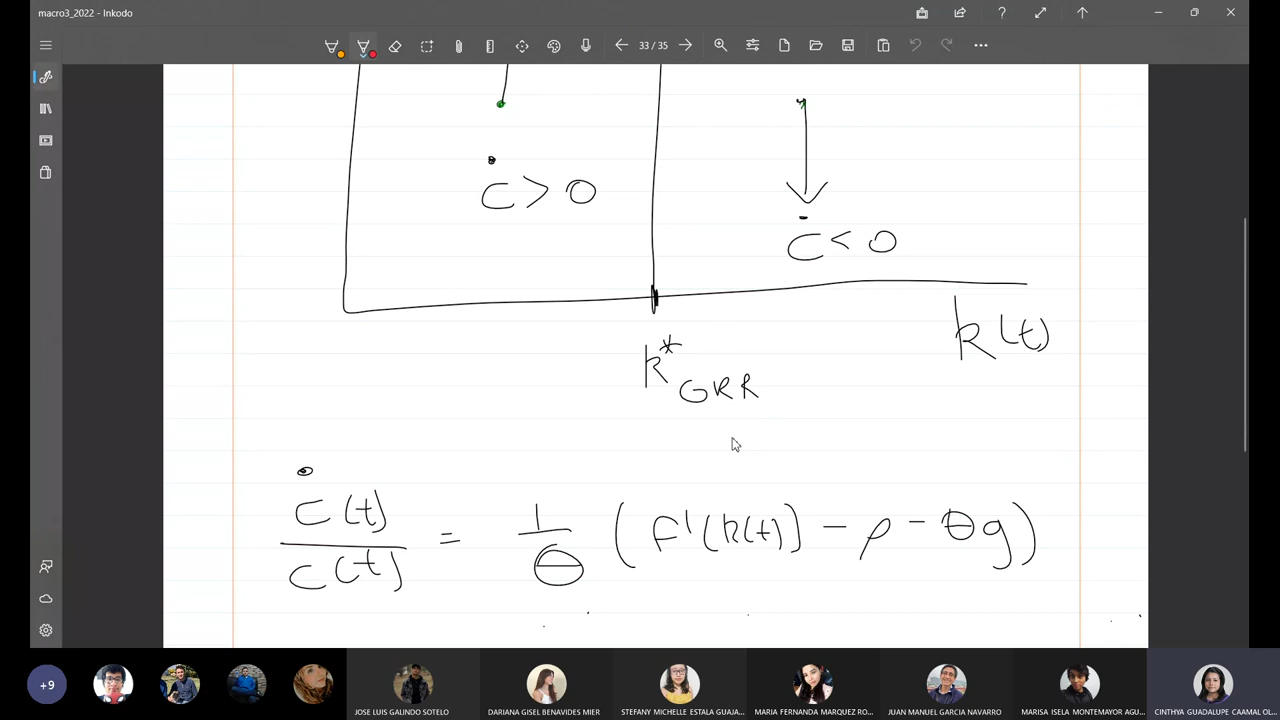 macro3_2022 - Inkodo
33 / 35
ċ > 0
ċ < 0
k(t)
k*GRR
ċ(t)/c(t) = 1/θ (f'(k(t)) - ρ - θg)
+9
JOSE LUIS GALINDO SOTELO
DARIANA GISEL BENAVIDES MIER
STEFANY MICHELLE ESTALA GUAJA...
MARIA FERNANDA MARQUEZ RO...
JUAN MANUEL GARCIA NAVARRO
MARISA ISELA MONTEMAYOR AGU...
CINTHYA GUADALUPE CAAMAL OL...